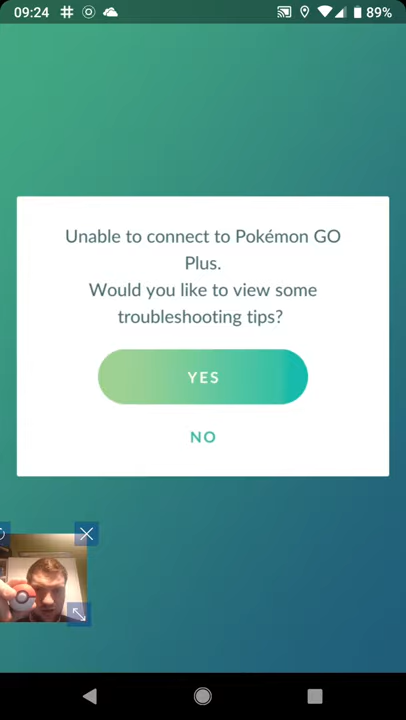 09:24
89%
Unable to connect to Pokémon GO
Plus.
Would you like to view some
troubleshooting tips?
YES
NO